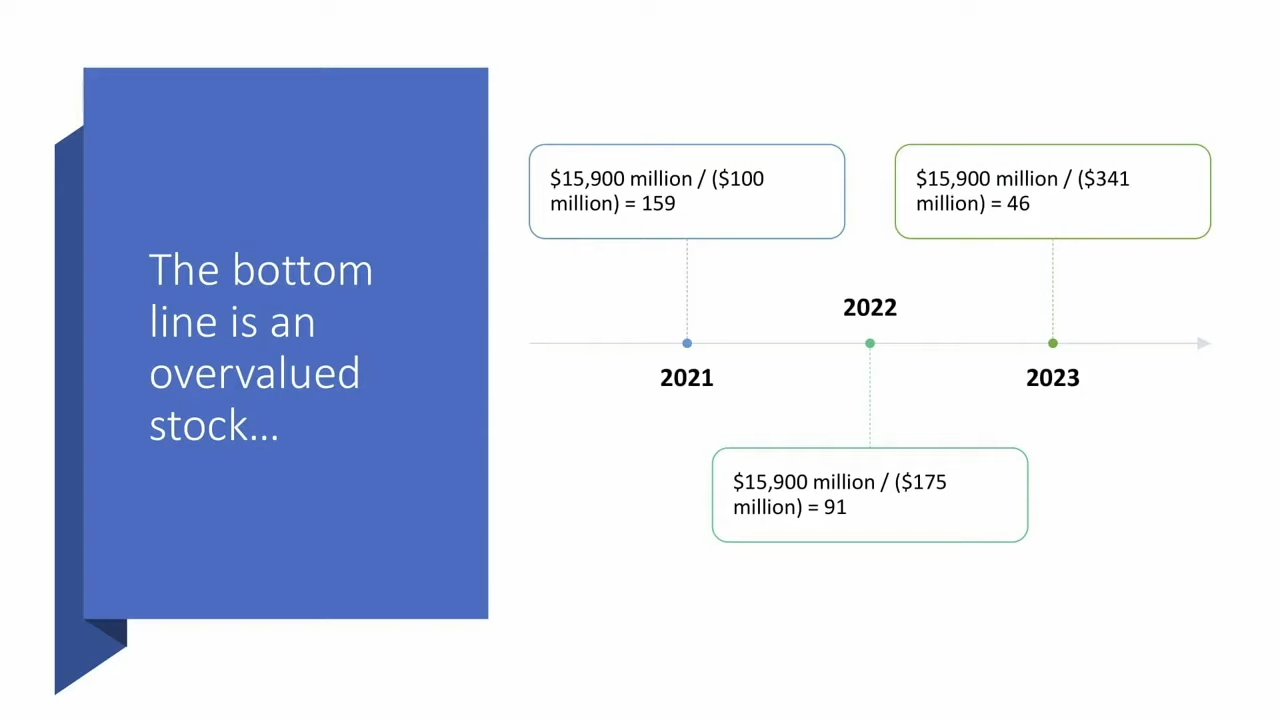 The bottom
line is an
overvalued
stock...
$15,900 million / ($100
million) = 159
$15,900 million / ($341
million) = 46
2022
2021
2023
$15,900 million / ($175
million) = 91